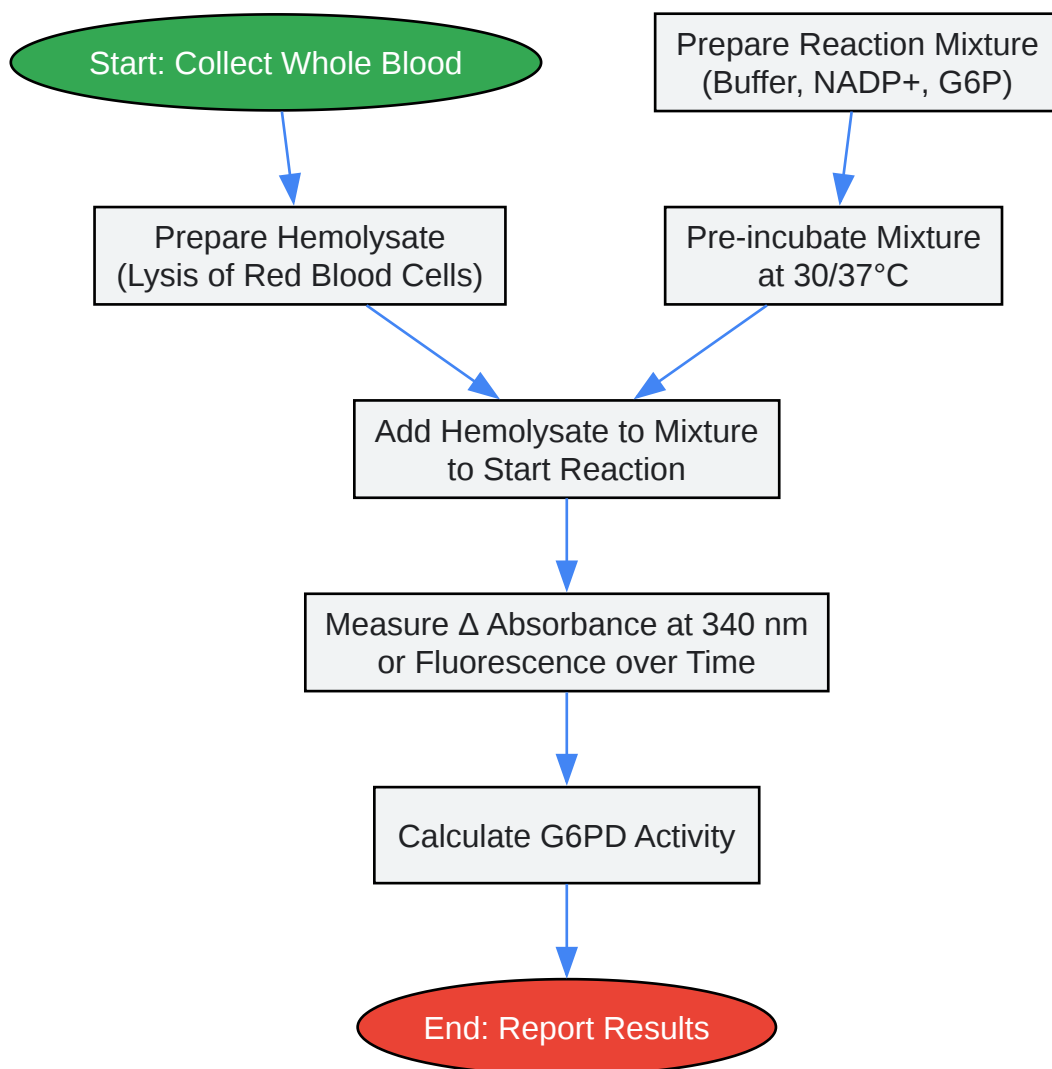 Start: Collect Whole Blood
Prepare Reaction Mixture
(Buffer, NADP+, G6P)
Prepare Hemolysate
(Lysis of Red Blood Cells)
Pre-incubate Mixture
at 30/37°C
Add Hemolysate to Mixture
to Start Reaction
Measure Δ Absorbance at 340 nm
or Fluorescence over Time
Calculate G6PD Activity
End: Report Results